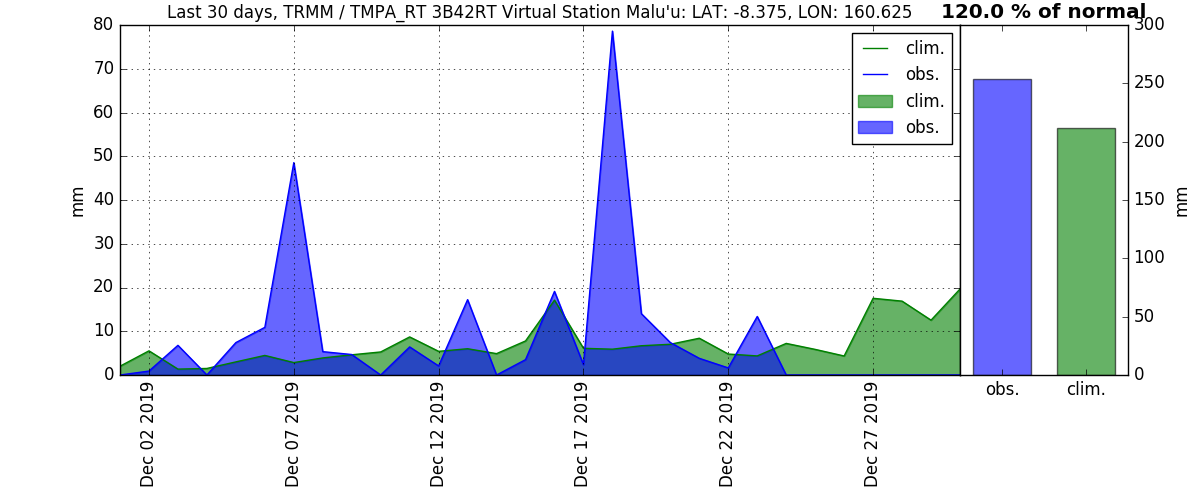 Last 30 days, TRMM / TMPA_RT 3B42RT Virtual Station Malu'u: LAT: -8.375, LON: 160.625
120.0 % of normal
80
70
60
50
40
30
20
10
0
mm
clim.
obs.
clim.
obs.
300
250
200
150
100
50
0
mm
Dec 02 2019
Dec 07 2019
Dec 12 2019
Dec 17 2019
Dec 22 2019
Dec 27 2019
obs.
clim.